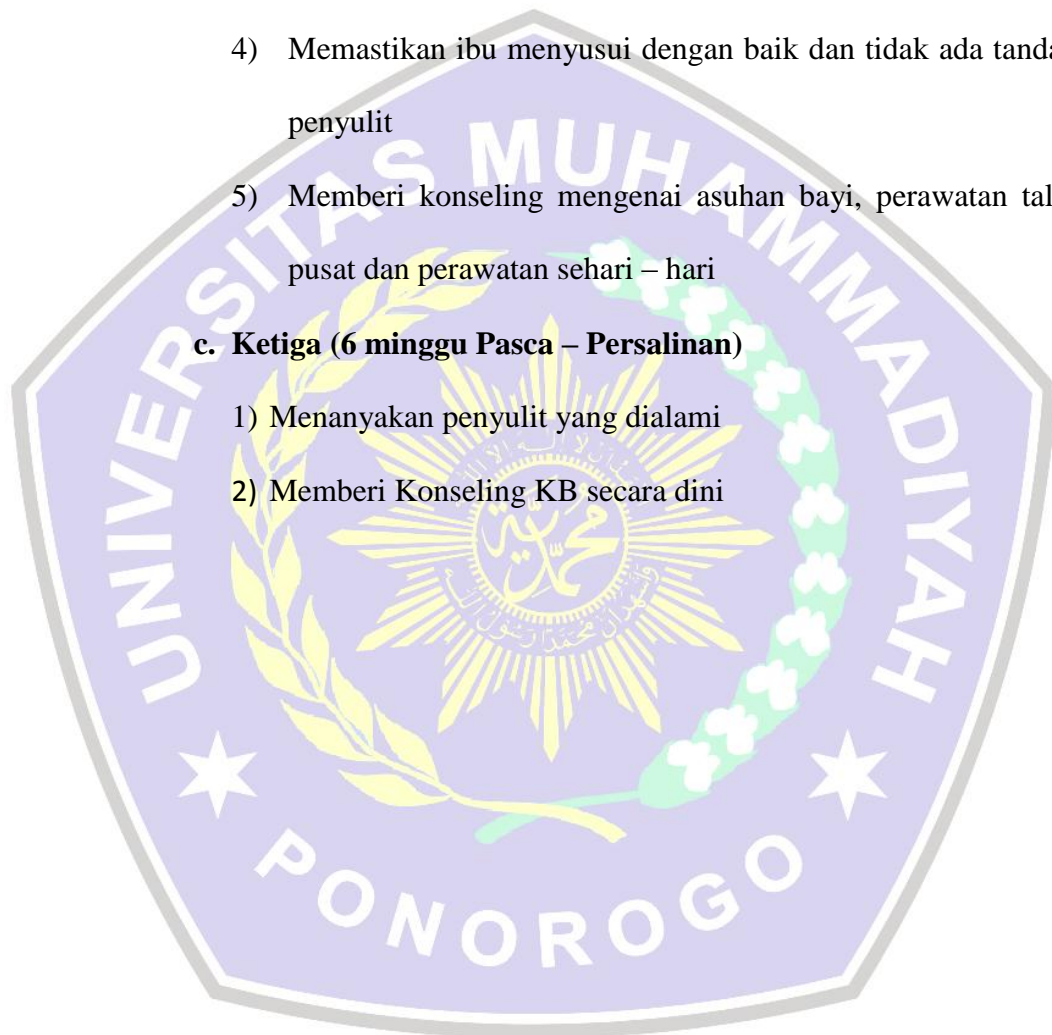 4) Memastikan ibu menyusui dengan baik dan tidak ada tanda
penyulit
5) Memberi konseling mengenai asuhan bayi, perawatan tal
pusat dan perawatan sehari – hari
c. Ketiga (6 minggu Pasca – Persalinan)
1) Menanyakan penyulit yang dialami
2) Memberi Konseling KB secara dini
UNIVERSITAS MUHAMMADIYAH
PONOROGO